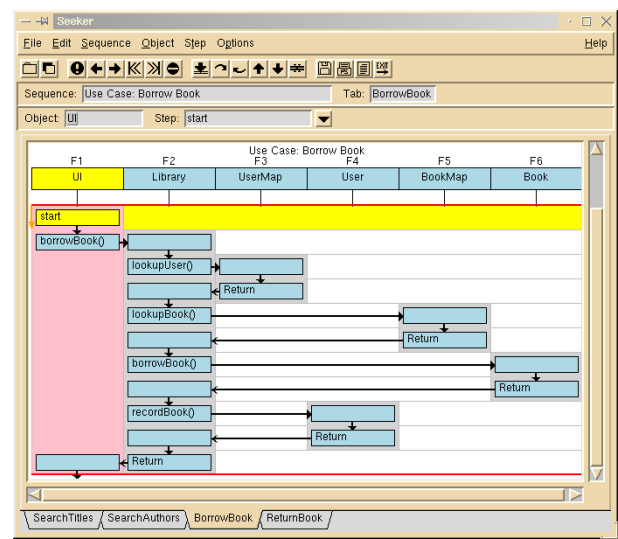 Seeker
File Edit Sequence Object Step Options Help
EXIT
Sequence: Use Case: Borrow Book Tab: BorrowBook
Object: UI Step: start
Use Case: Borrow Book
F1 F2 F3 F4 F5 F6
UI Library UserMap User BookMap Book
start
borrowBook()
lookupUser()
Return
lookupBook()
Return
borrowBook()
Return
recordBook()
Return
Return
SearchTitles SearchAuthors BorrowBook ReturnBook